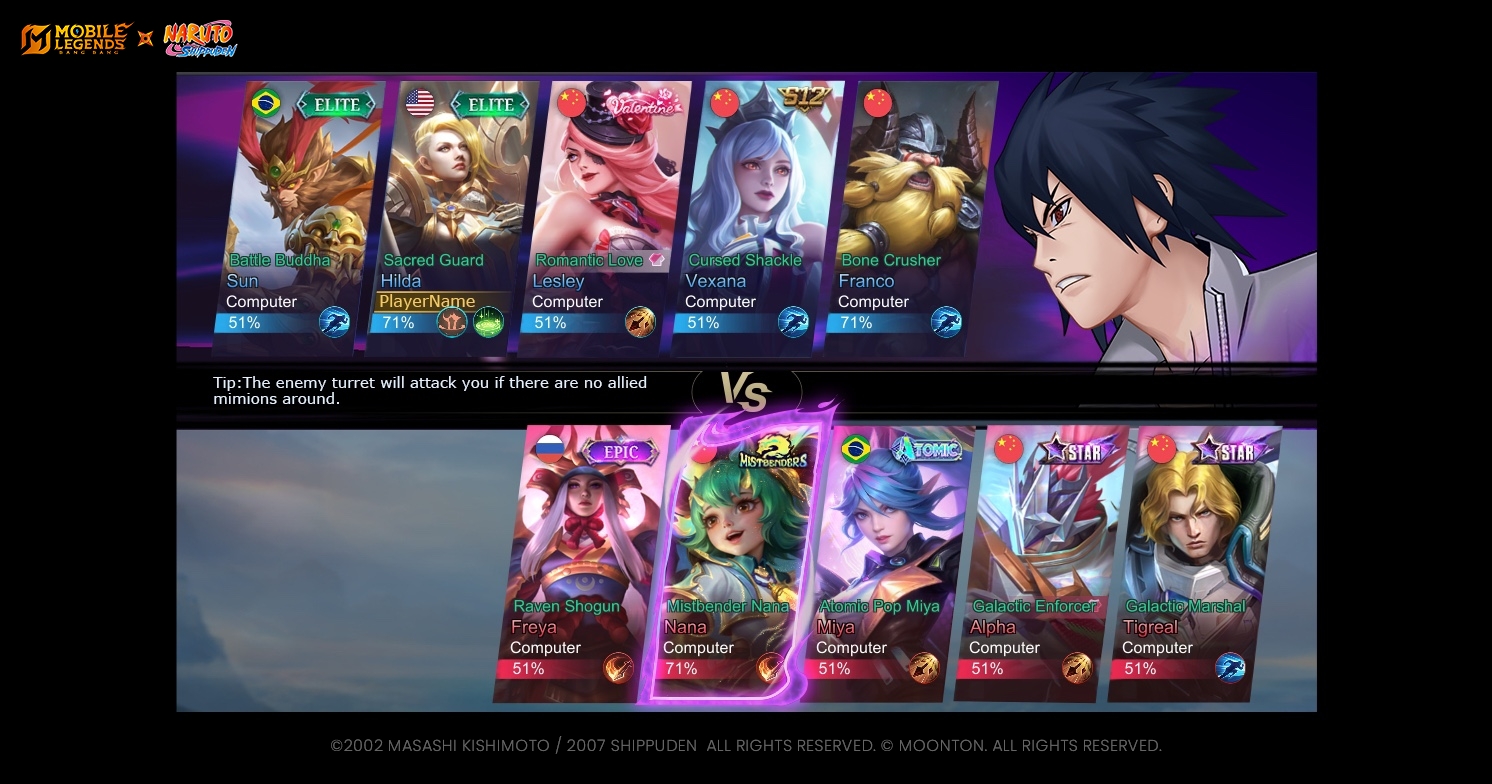 MOBILE
LEGENDS
BANG BANG
NARUTO
SHIPPUDEN
ELITE
ELITE
Valentine
S12
Battle Buddha
Sun
Computer
51%
Sacred Guard
Hilda
PlayerName
71%
Romantic Love
Lesley
Computer
51%
Cursed Shackle
Vexana
Computer
51%
Bone Crusher
Franco
Computer
71%
Tip:The enemy turret will attack you if there are no allied
mimions around.
VS
EPIC
MISTBENDERS
ATOMIC
STAR
STAR
Raven Shogun
Freya
Computer
51%
Mistbender Nana
Nana
Computer
71%
Atomic Pop Miya
Miya
Computer
51%
Galactic Enforcer
Alpha
Computer
51%
Galactic Marshal
Tigreal
Computer
51%
©2002 MASASHI KISHIMOTO / 2007 SHIPPUDEN ALL RIGHTS RESERVED. © MOONTON. ALL RIGHTS RESERVED.